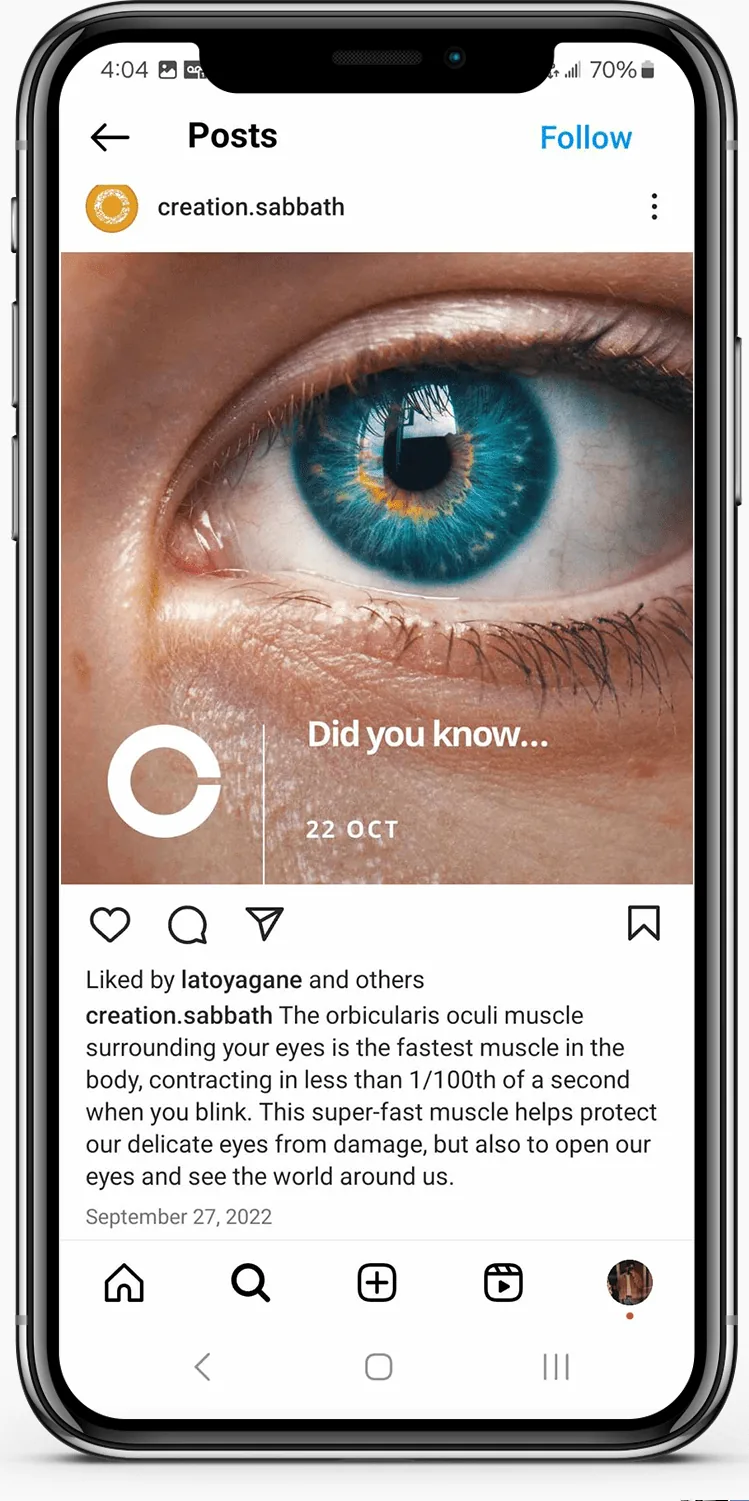 4:04 70%
Posts Follow
creation.sabbath
Did you know...
22 OCT
Liked by latoyagane and others
creation.sabbath The orbicularis oculi muscle
surrounding your eyes is the fastest muscle in the
body, contracting in less than 1/100th of a second
when you blink. This super-fast muscle helps protect
our delicate eyes from damage, but also to open our
eyes and see the world around us.
September 27, 2022